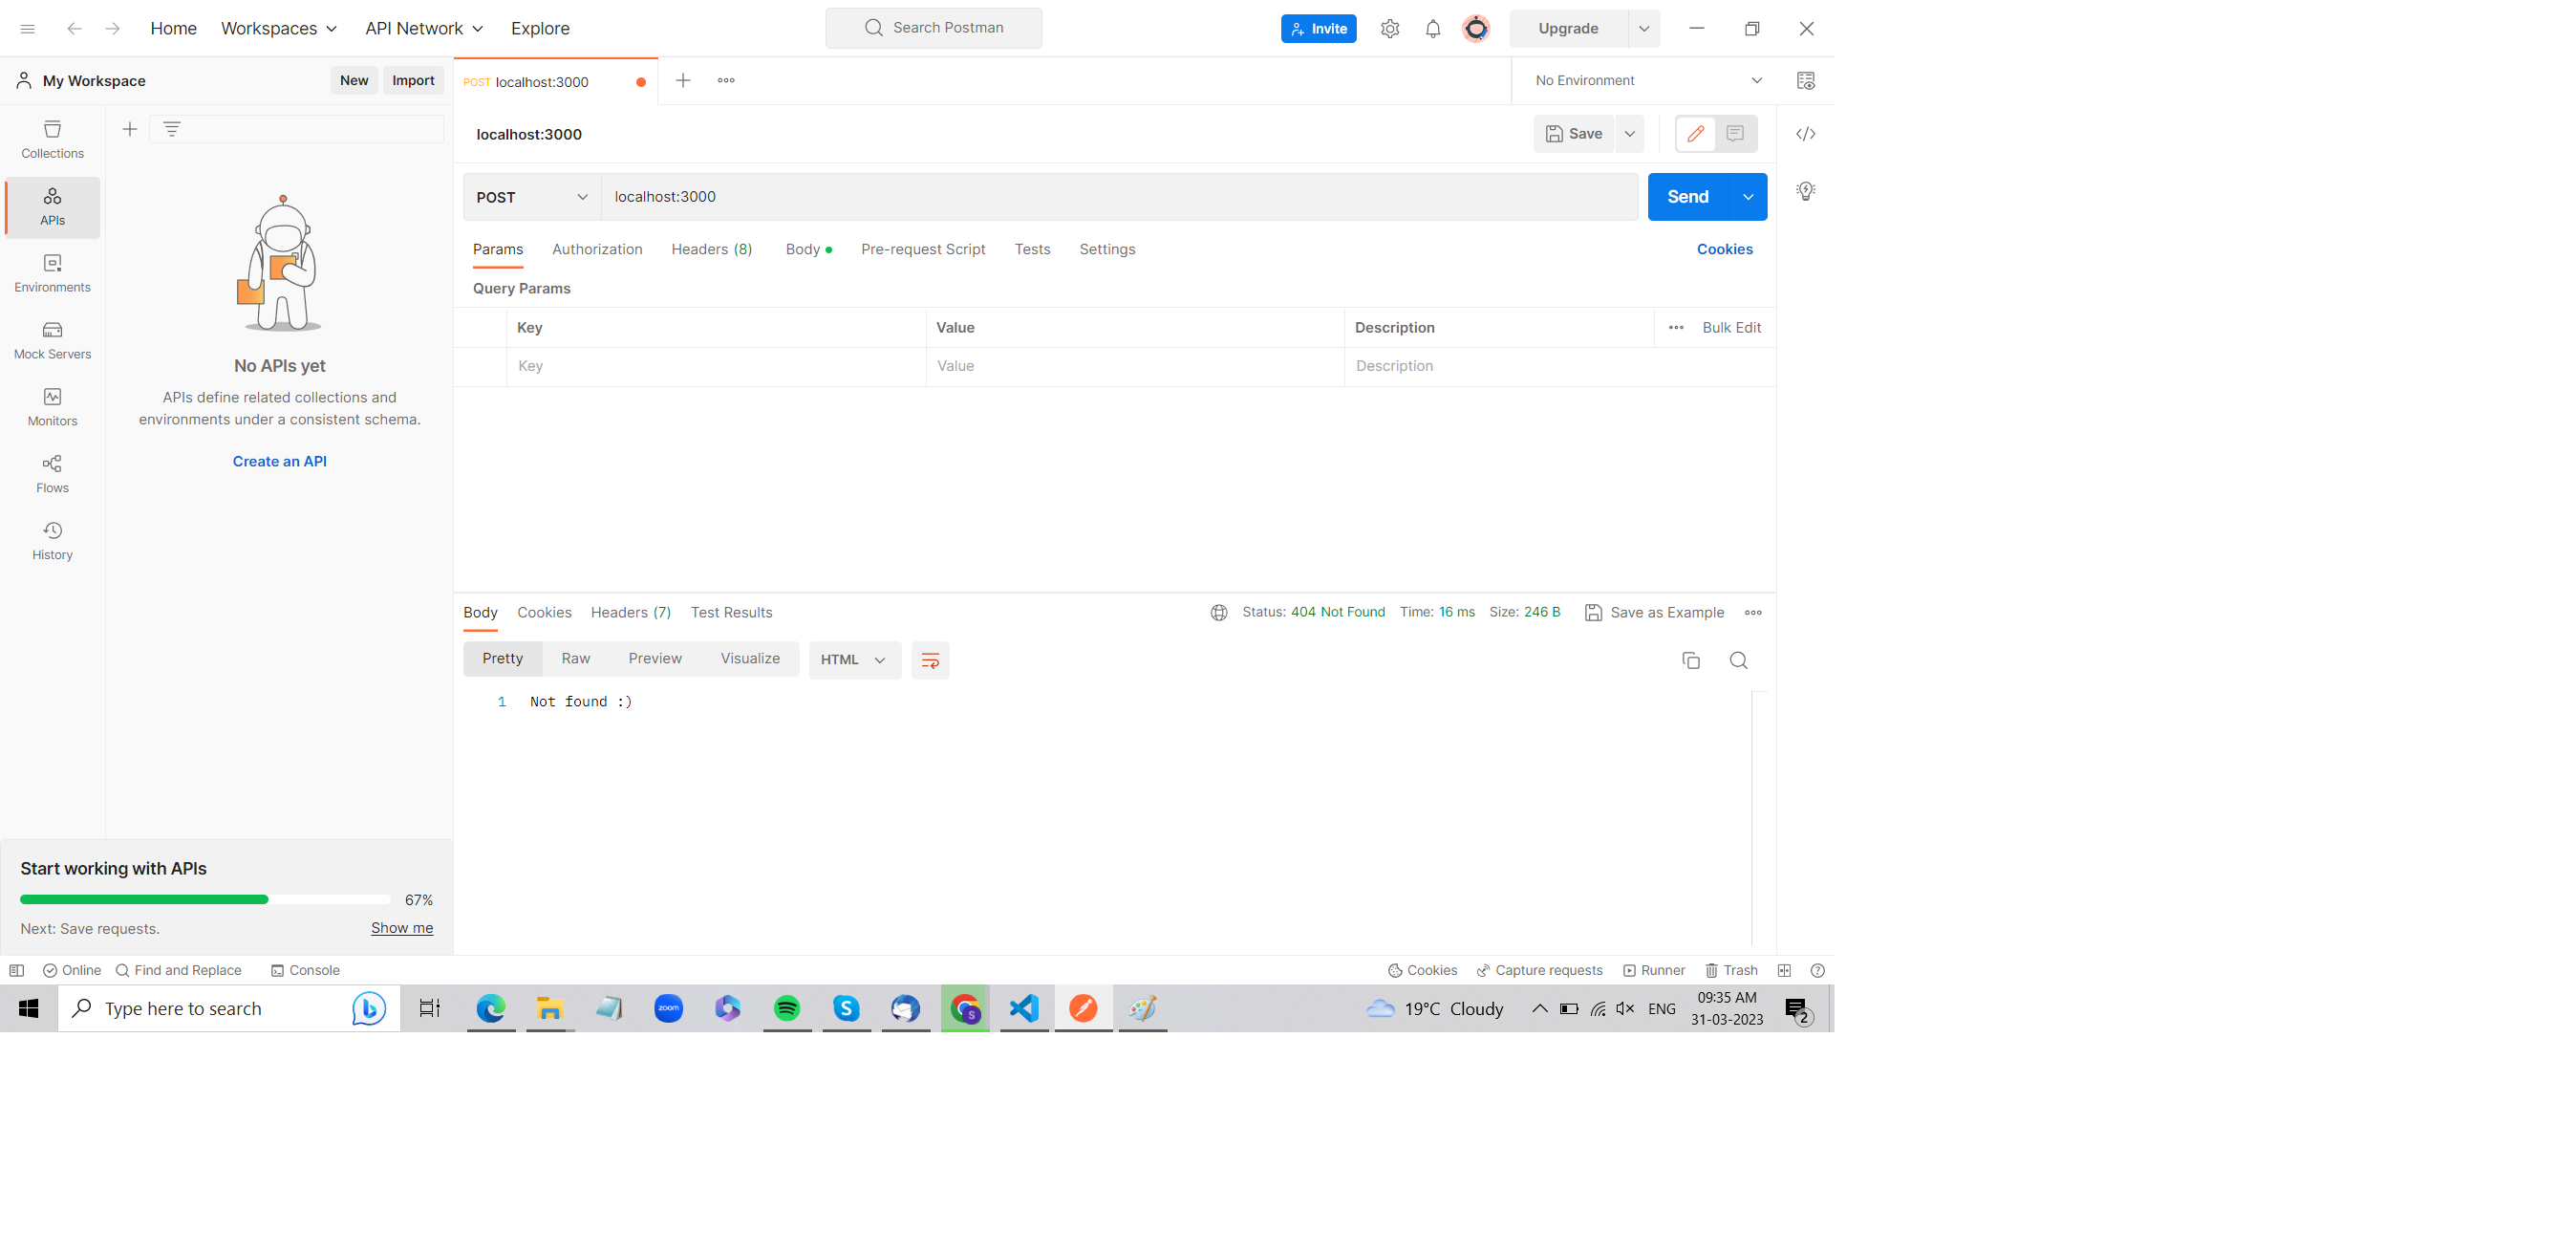 Home Workspaces API Network Explore Search Postman Invite Upgrade
My Workspace New Import POST localhost:3000 No Environment
localhost:3000 Save
Collections
POST localhost:3000 Send
APIs
Params Authorization Headers (8) Body Pre-request Script Tests Settings Cookies
Environments
Query Params
Key Value Description Bulk Edit
Mock Servers
Key Value Description
No APIs yet
APIs define related collections and
environments under a consistent schema.
Monitors
Create an API
Flows
History
Body Cookies Headers (7) Test Results Status: 404 Not Found Time: 16 ms Size: 246 B Save as Example
Pretty Raw Preview Visualize HTML
1 Not found :)
Start working with APIs
67%
Next: Save requests. Show me
Online Find and Replace Console Cookies Capture requests Runner Trash
Type here to search zoom S S 19°C Cloudy ENG 09:35 AM
31-03-2023 2